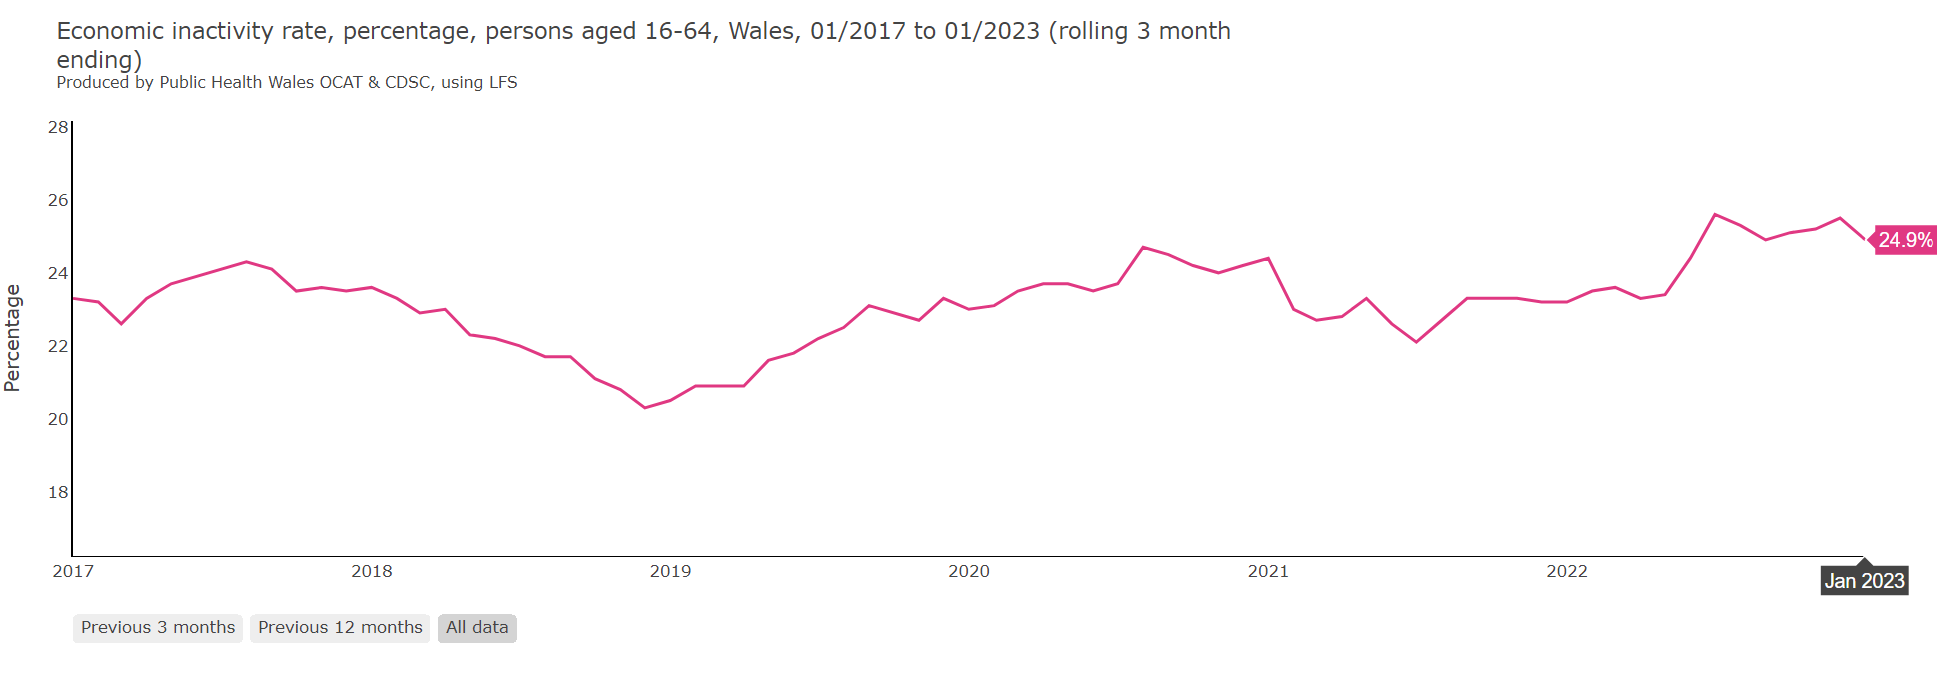 Economic inactivity rate, percentage, persons aged 16-64, Wales, 01/2017 to 01/2023 (rolling 3 month
ending)
Produced by Public Health Wales OCAT & CDSC, using LFS
28
26
24
22
20
18
Percentage
24.9%
2017 2018 2019 2020 2021 2022
Jan 2023
Previous 3 months Previous 12 months All data